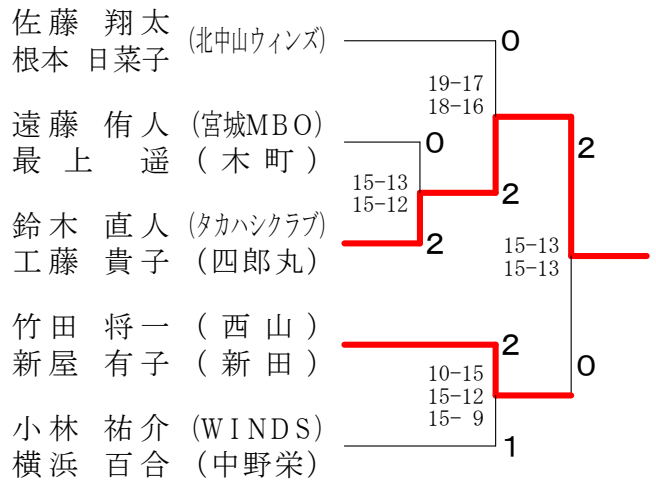 佐藤 翔太 (北中山ウィンズ)
根本 日菜子
0
19-17
18-16
遠藤 侑人 (宮城MBO)
最上 遥 (木町)
0
2
15-13
15-12
2
鈴木 直人 (タカハシクラブ)
工藤 貴子 (四郎丸)
2
15-13
15-13
竹田 将一 (西山)
新屋 有子 (新田)
2
0
10-15
15-12
15- 9
小林 祐介 (WINDS)
横浜 百合 (中野栄)
1